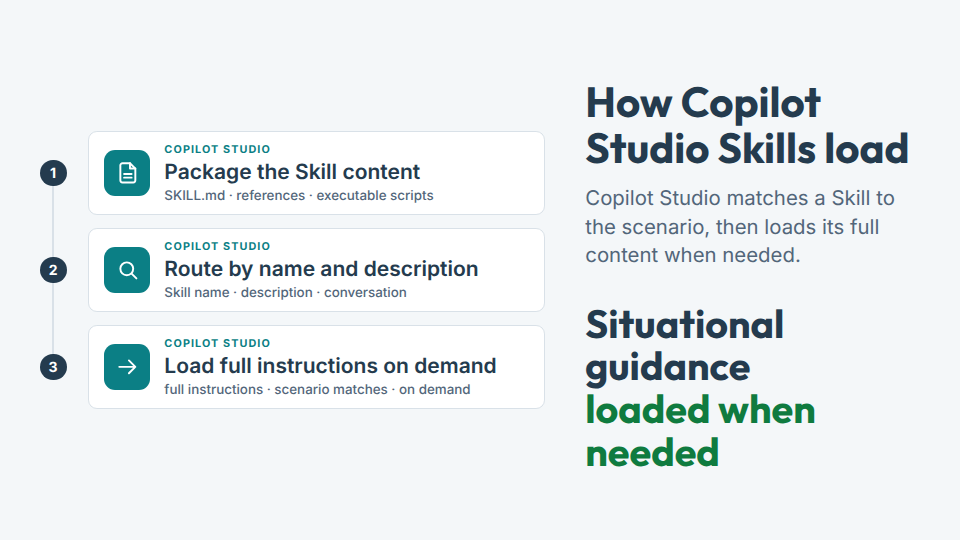 1
COPILOT STUDIO
Package the Skill content
SKILL.md · references · executable scripts
2
COPILOT STUDIO
Route by name and description
Skill name · description · conversation
3
COPILOT STUDIO
Load full instructions on demand
full instructions · scenario matches · on demand
How Copilot
Studio Skills load
Copilot Studio matches a Skill to
the scenario, then loads its full
content when needed.
Situational
guidance
loaded when
needed